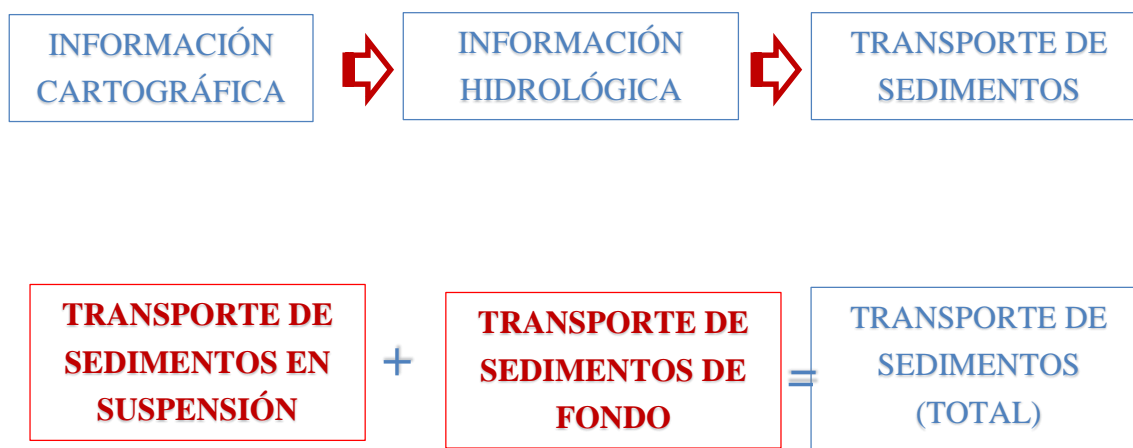 INFORMACIÓN
CARTOGRÁFICA
INFORMACIÓN
HIDROLÓGICA
TRANSPORTE DE
SEDIMENTOS
TRANSPORTE DE
SEDIMENTOS EN
SUSPENSIÓN
+
TRANSPORTE DE
SEDIMENTOS DE
FONDO
=
TRANSPORTE DE
SEDIMENTOS
(TOTAL)